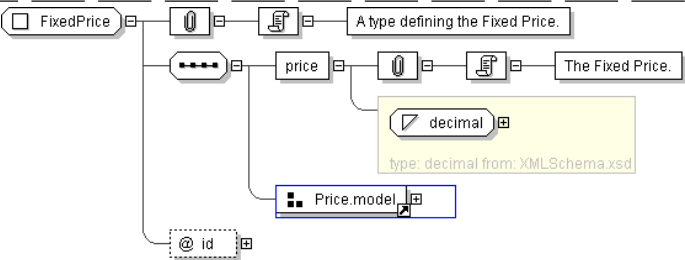 FixedPrice
A type defining the Fixed Price.
price
The Fixed Price.
decimal
type: decimal from: XMLSchema.xsd
Price.model
@ id